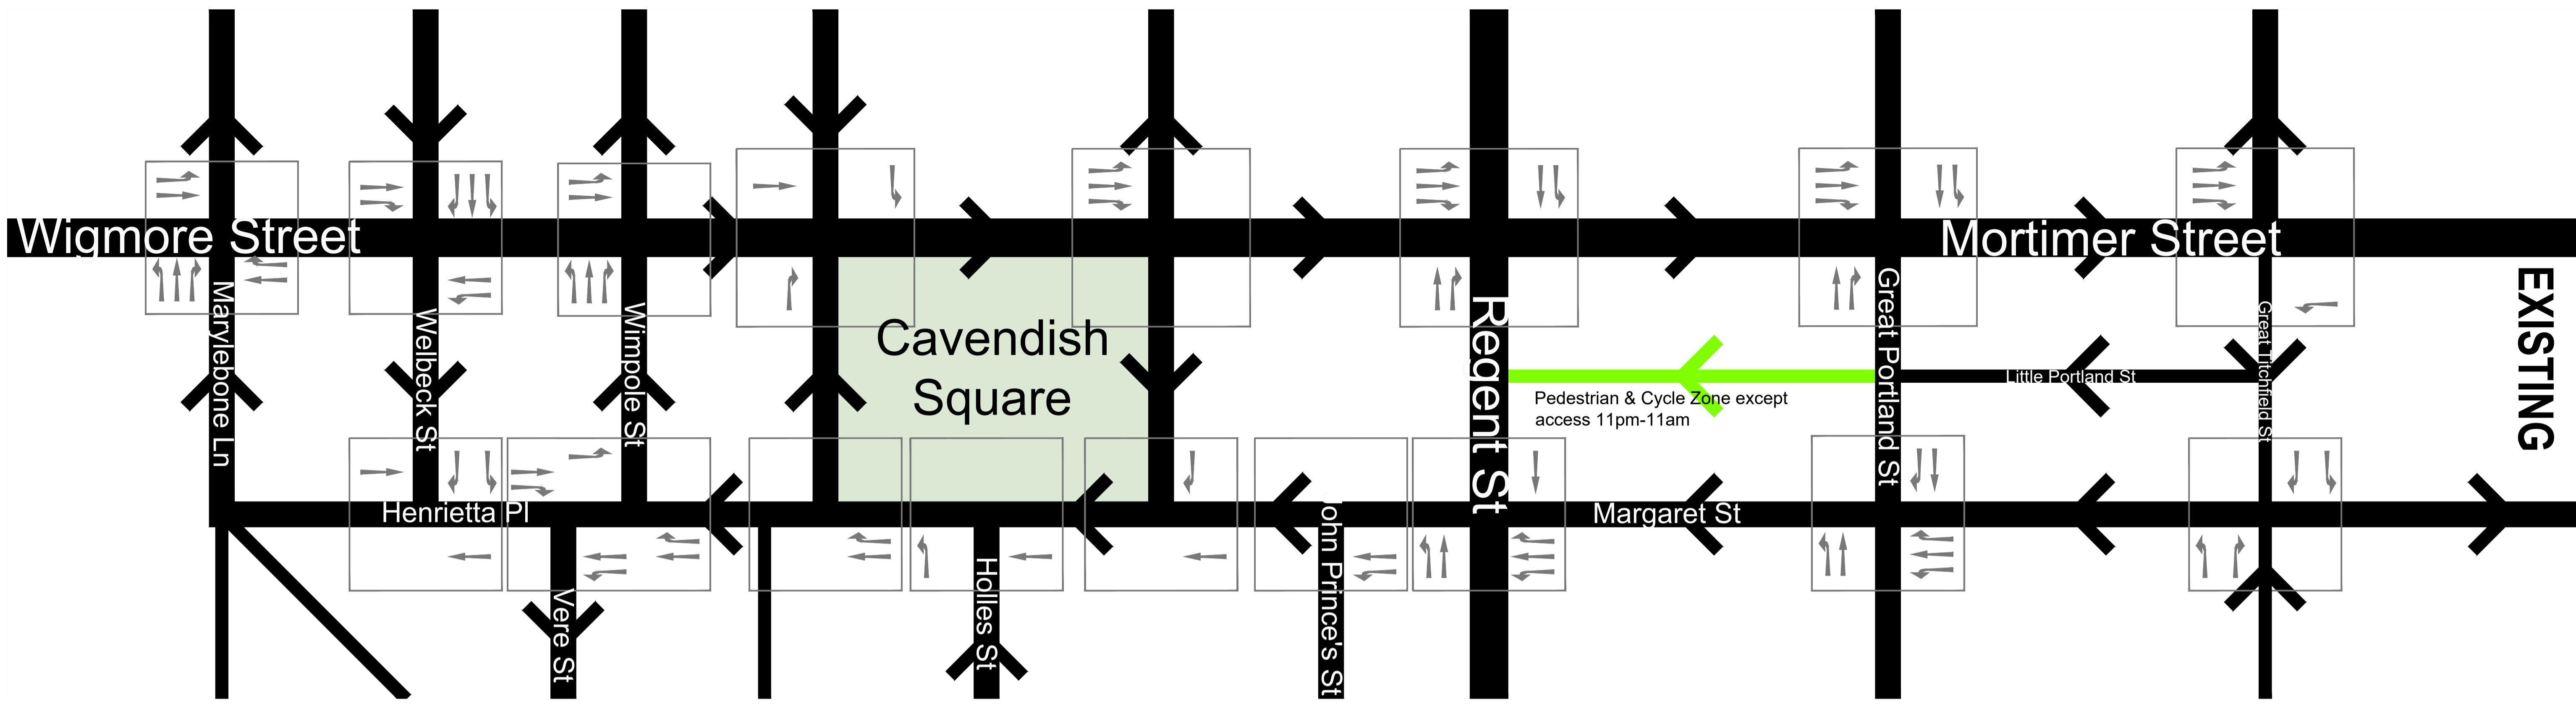 Wigmore Street
Mortimer Street
Marylebone Ln
Welbeck St
Wimpole St
Cavendish
Square
Regent St
Great Portland St
Great Titchfield St
EXISTING
Little Portland St
Pedestrian & Cycle Zone except
access 11pm-11am
Henrietta Pl
Margaret St
Vere St
Holles St
John Prince's St